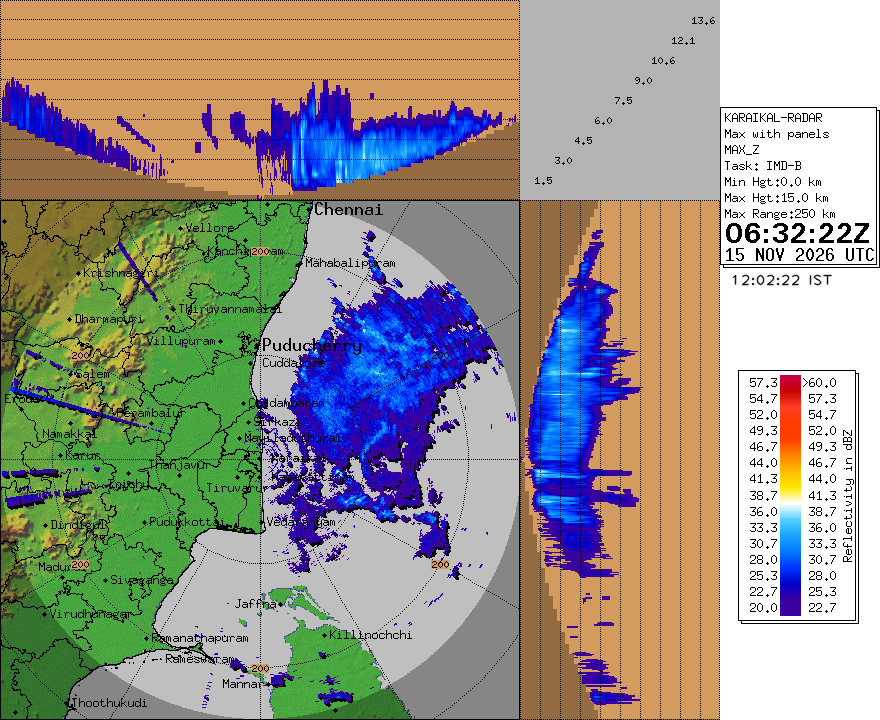 13.6
12.1
10.6
9.0
7.5
6.0
4.5
3.0
1.5
KARAIKAL-RADAR
Max with panels
MAX_Z
Task: IMD-B
Min Hgt:0.0 km
Max Hgt:15.0 km
Max Range:250 km
06:32:22Z
15 NOV 2026 UTC
12:02:22 IST
Chennai
Vellore
200
Mahabalipuram
Krishnagiri
Thiruvannamalai
Dharmapuri
Villupuram
Puducherry
200
200
Salem
Perambalur
Namakkal
Karur
Thanjavur
Tiruvarur
Pudukkottai
Vedaranyam
Dindigul
200
200
Sivaganga
Jaffna
Virudhunagar
Killinochchi
Ramanathapuram
Rameswaram
200
Mannar
Thoothukudi
57.3 >60.0
54.7 57.3
52.0 54.7
49.3 52.0
46.7 49.3
44.0 46.7
41.3 44.0
38.7 41.3
36.0 38.7
33.3 36.0
30.7 33.3
28.0 30.7
25.3 28.0
22.7 25.3
20.0 22.7
Reflectivity in dBZ